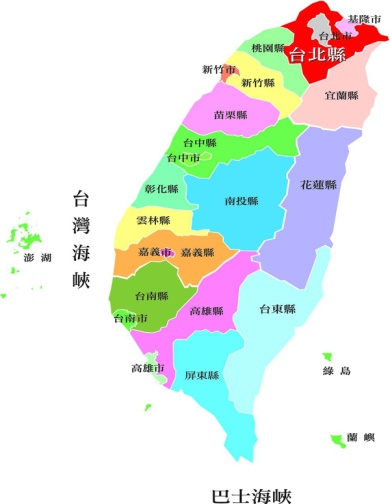 基隆市
台北市
台北縣
桃園縣
新竹市
新竹縣
宜蘭縣
苗栗縣
台中縣
台中市
彰化縣
南投縣
花蓮縣
雲林縣
嘉義市
嘉義縣
台灣海峽
澎湖
台南縣
台南市
高雄縣
台東縣
高雄市
屏東縣
綠島
蘭嶼
巴士海峽